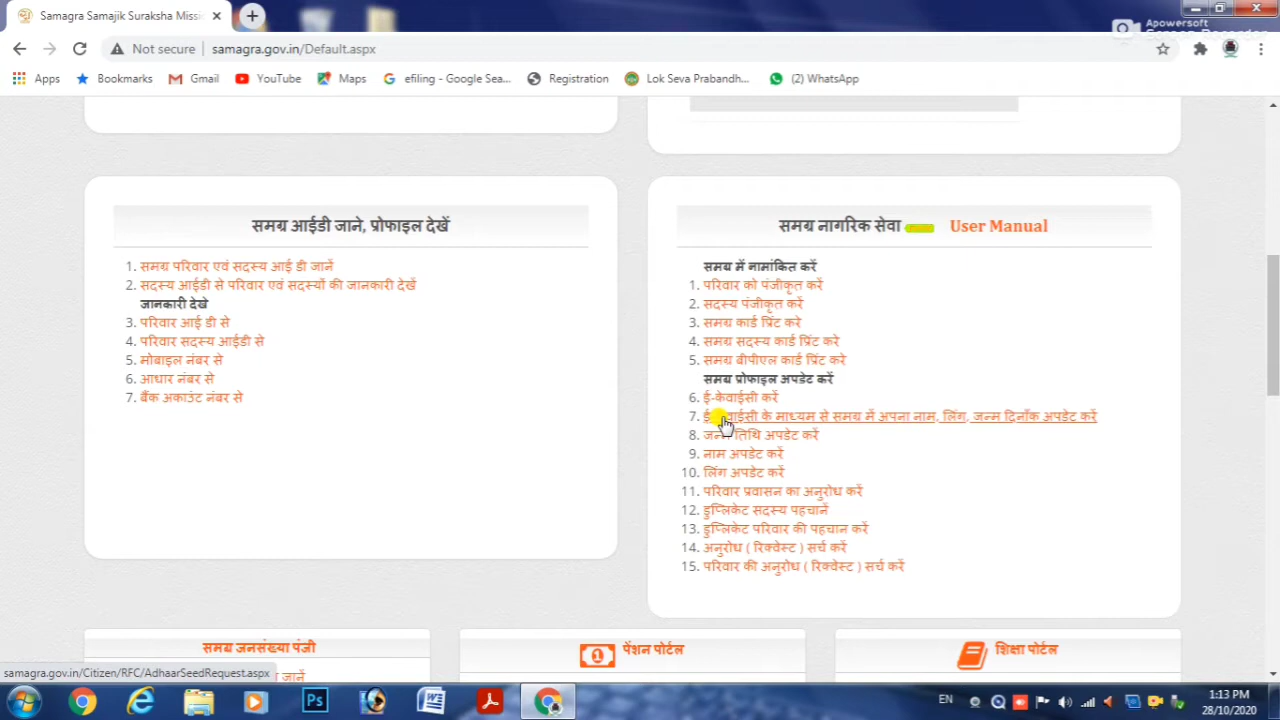 Samagra Samajik Suraksha Missi
Apowersoft
Screen Recorder
Not secure | samagra.gov.in/Default.aspx
Apps Bookmarks Gmail YouTube Maps efiling - Google Sea... Registration Lok Seva Prabandh... (2) WhatsApp
समग्र आईडी जाने, प्रोफाइल देखें
1. समग्र परिवार एवं सदस्य आई डी जानें
2. सदस्य आईडी से परिवार एवं सदस्यों की जानकारी देखें
जानकारी देखे
3. परिवार आई डी से
4. परिवार सदस्य आईडी से
5. मोबाइल नंबर से
6. आधार नंबर से
7. बैंक अकाउंट नंबर से
समग्र नागरिक सेवा User Manual
समग्र में नामांकित करें
1. परिवार को पंजीकृत करें
2. सदस्य पंजीकृत करें
3. समग्र कार्ड प्रिंट करे
4. समग्र सदस्य कार्ड प्रिंट करे
5. समग्र बीपीएल कार्ड प्रिंट करे
समग्र प्रोफाइल अपडेट करें
6. ई-केवाईसी करें
7. ई-केवाईसी के माध्यम से समग्र में अपना नाम, लिंग, जन्म दिनाँक अपडेट करें
8. जन्म तिथि अपडेट करें
9. नाम अपडेट करें
10. लिंग अपडेट करें
11. परिवार प्रवासन का अनुरोध करें
12. डुप्लिकेट सदस्य पहचानें
13. डुप्लिकेट परिवार की पहचान करें
14. अनुरोध ( रिक्वेस्ट ) सर्च करें
15. परिवार की अनुरोध ( रिक्वेस्ट ) सर्च करें
समग्र जनसंख्या पंजी
पेंशन पोर्टल
शिक्षा पोर्टल
samagra.gov.in/Citizen/RFC/AdhaarSeedRequest.aspx
जानें
EN
1:13 PM
28/10/2020